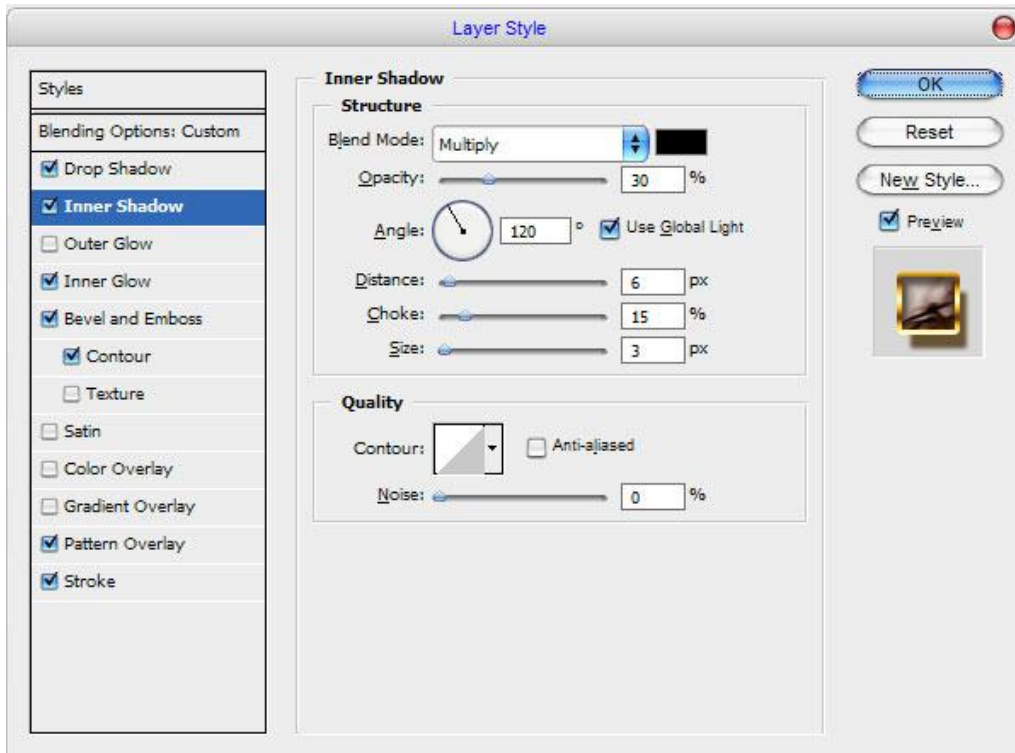 Layer Style
Styles
Blending Options: Custom
Drop Shadow
Inner Shadow
Outer Glow
Inner Glow
Bevel and Emboss
Contour
Texture
Satin
Color Overlay
Gradient Overlay
Pattern Overlay
Stroke
Inner Shadow
Structure
Blend Mode: Multiply
Opacity: 30 %
Angle: 120 ° Use Global Light
Distance: 6 px
Choke: 15 %
Size: 3 px
Quality
Contour: Anti-aliased
Noise: 0 %
OK
Reset
New Style...
Preview